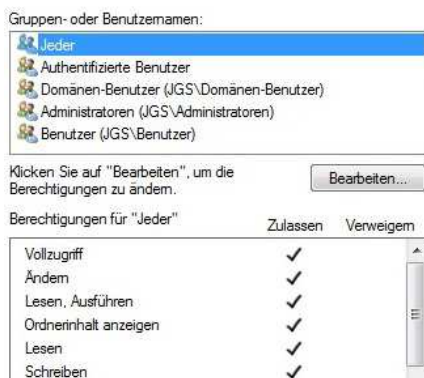 Gruppen- oder Benutzernamen:
Jeder
Authentifizierte Benutzer
Domänen-Benutzer (JGS\Domänen-Benutzer)
Administratoren (JGS\Administratoren)
Benutzer (JGS\Benutzer)
Klicken Sie auf "Bearbeiten", um die
Berechtigungen zu ändern.
Bearbeiten...
Berechtigungen für "Jeder"
Zulassen Verweigern
Vollzugriff
Ändern
Lesen, Ausführen
Ordnerinhalt anzeigen
Lesen
Schreiben